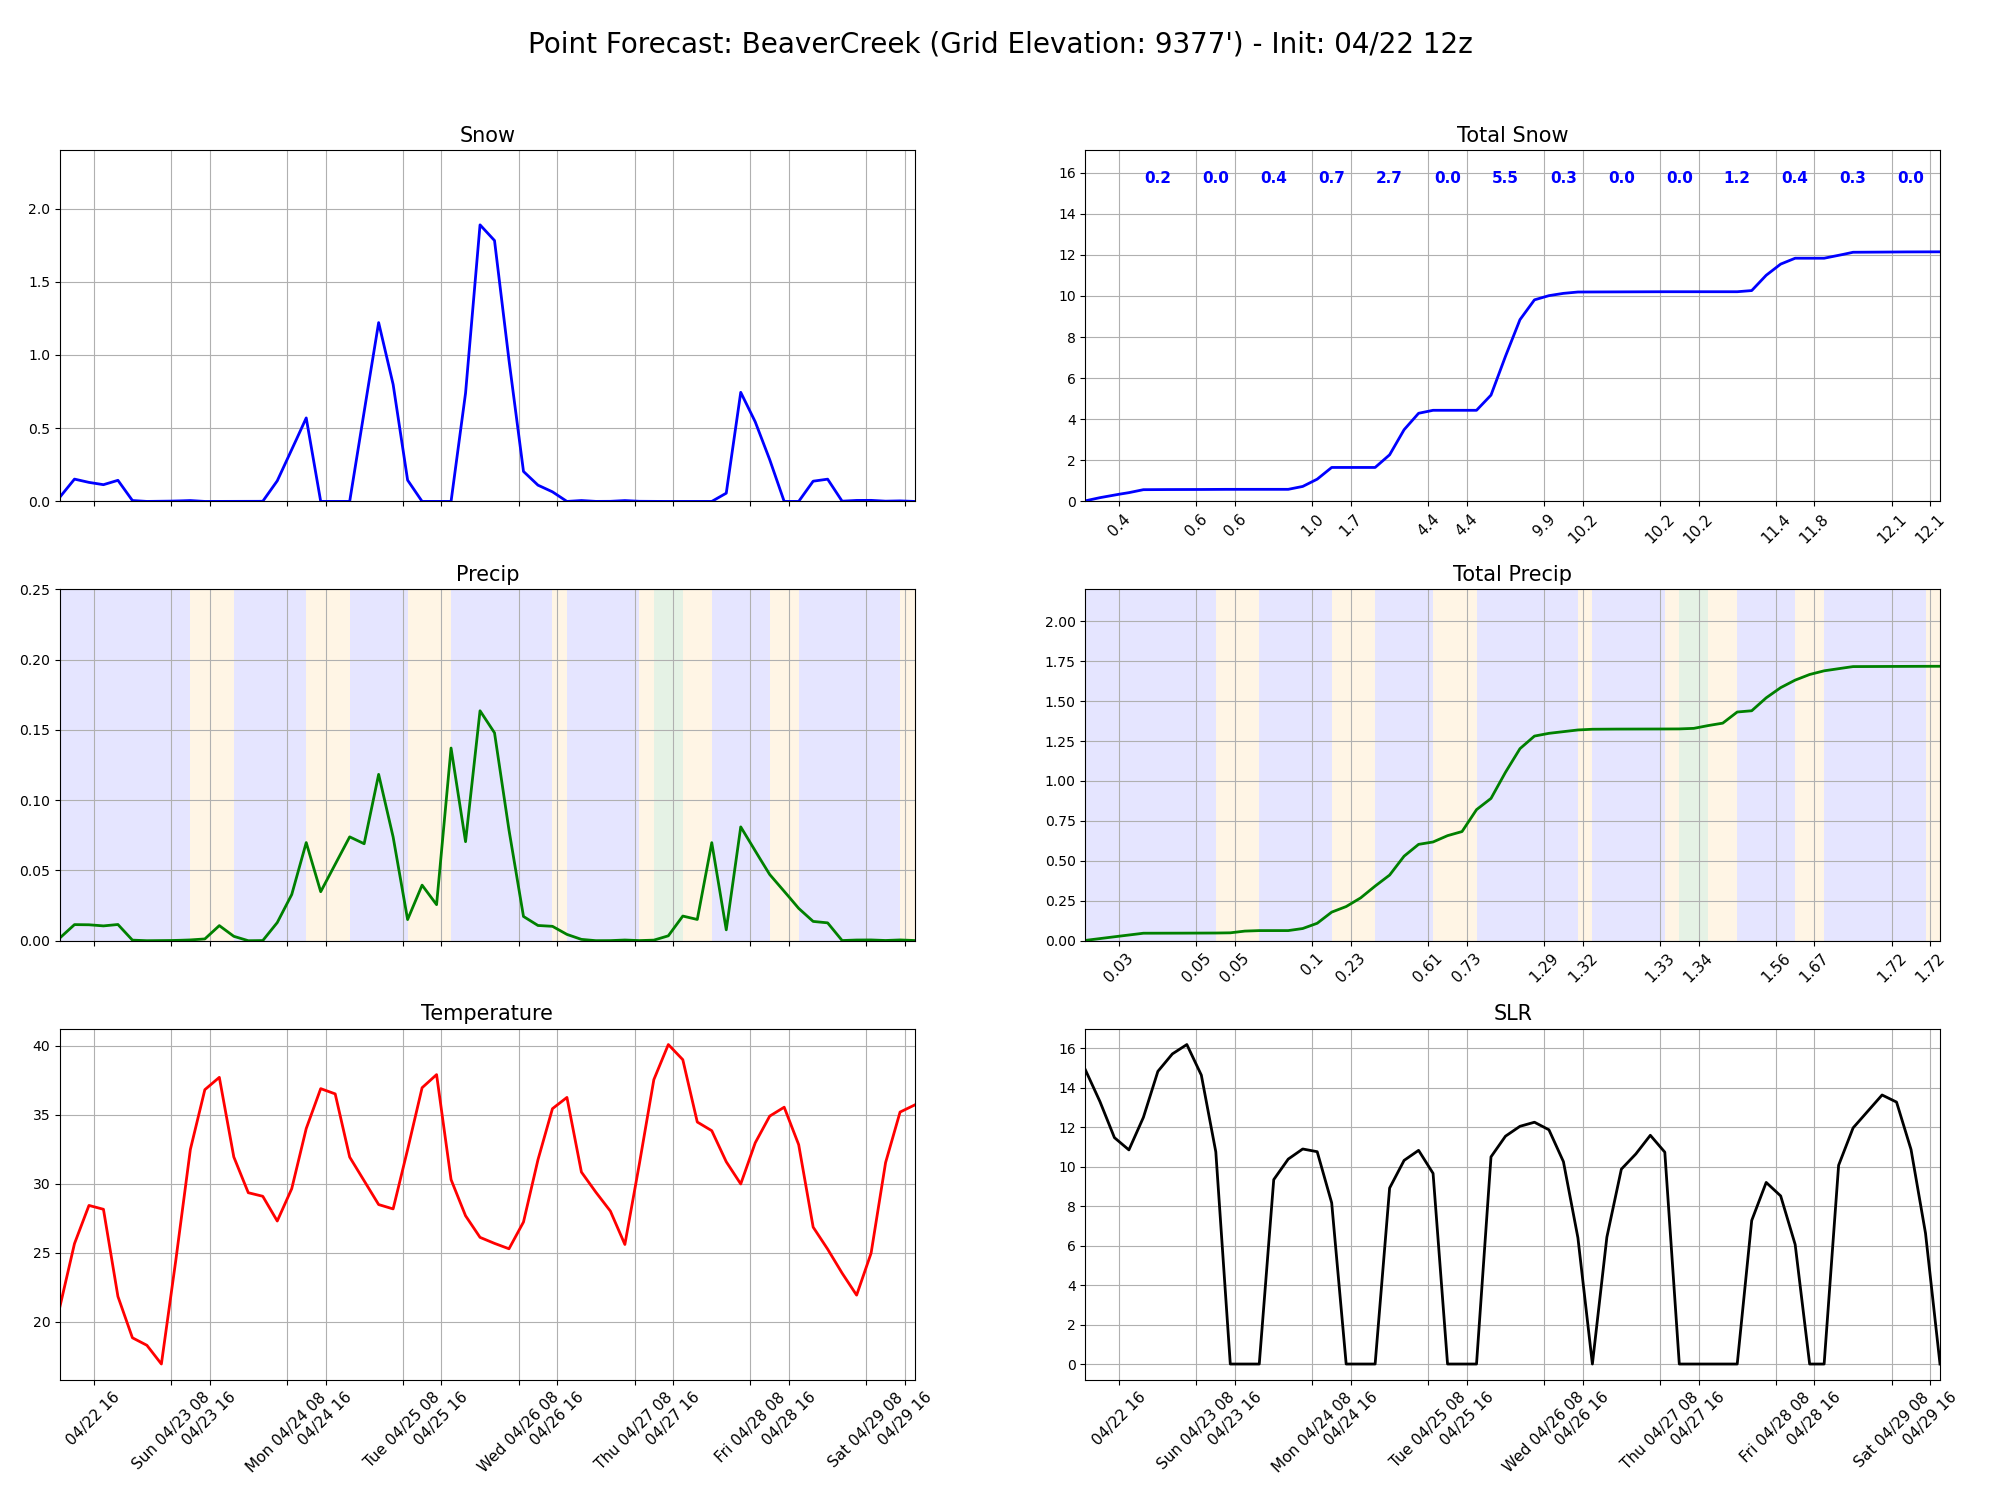 Point Forecast: BeaverCreek (Grid Elevation: 9377') - Init: 04/22 12z
Snow
2.0
1.5
1.0
0.5
0.0
Total Snow
16
14
12
10
8
6
4
2
0
0.2 0.0 0.4 0.7 2.7 0.0 5.5 0.3 0.0 0.0 1.2 0.4 0.3 0.0
0.4 0.6 0.6 1.0 1.7 4.4 4.4 9.9 10.2 10.2 10.2 11.4 11.8 12.1 12.1
Precip
0.25
0.20
0.15
0.10
0.05
0.00
Total Precip
2.00
1.75
1.50
1.25
1.00
0.75
0.50
0.25
0.00
0.03 0.05 0.05 0.1 0.23 0.61 0.73 1.29 1.32 1.33 1.34 1.56 1.67 1.72 1.72
Temperature
40
35
30
25
20
04/22 16
Sun 04/23 08
04/23 16
Mon 04/24 08
04/24 16
Tue 04/25 08
04/25 16
Wed 04/26 08
04/26 16
Thu 04/27 08
04/27 16
Fri 04/28 08
04/28 16
Sat 04/29 08
04/29 16
SLR
16
14
12
10
8
6
4
2
0
04/22 16
Sun 04/23 08
04/23 16
Mon 04/24 08
04/24 16
Tue 04/25 08
04/25 16
Wed 04/26 08
04/26 16
Thu 04/27 08
04/27 16
Fri 04/28 08
04/28 16
Sat 04/29 08
04/29 16